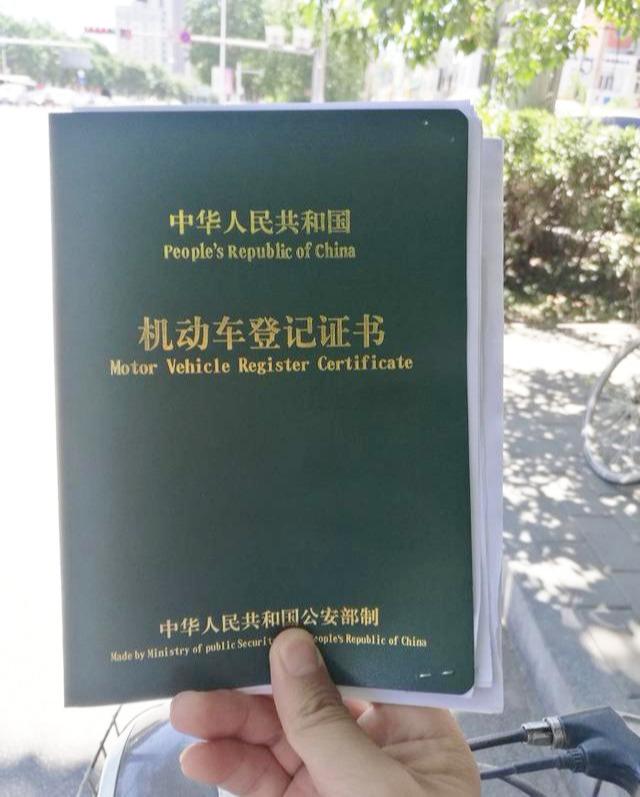 中华人民共和国
People's Republic of China
机动车登记证书
Motor Vehicle Register Certificate
中华人民共和国公安部制
Made by Ministry of public Securit People's Republic of China